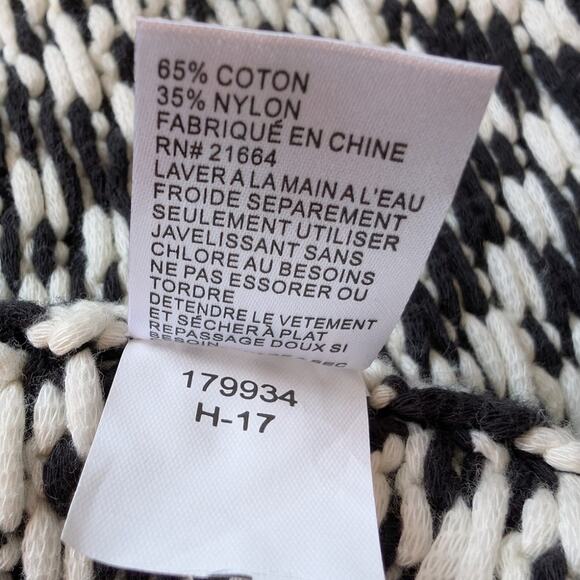 65% COTON
35% NYLON
FABRIQUÉ EN CHINE
RN# 21664
LAVER A LA MAIN A L'EAU
FROIDE SEPAREMENT
SEULEMENT UTILISER
JAVELISSANT SANS
CHLORE AU BESOINS
NE PAS ESSORER OU
TORDRE
DETENDRE LE VETEMENT
ET SÉCHER À PLAT
REPASSAGE DOUX SI
BESOIN
179934
H-17